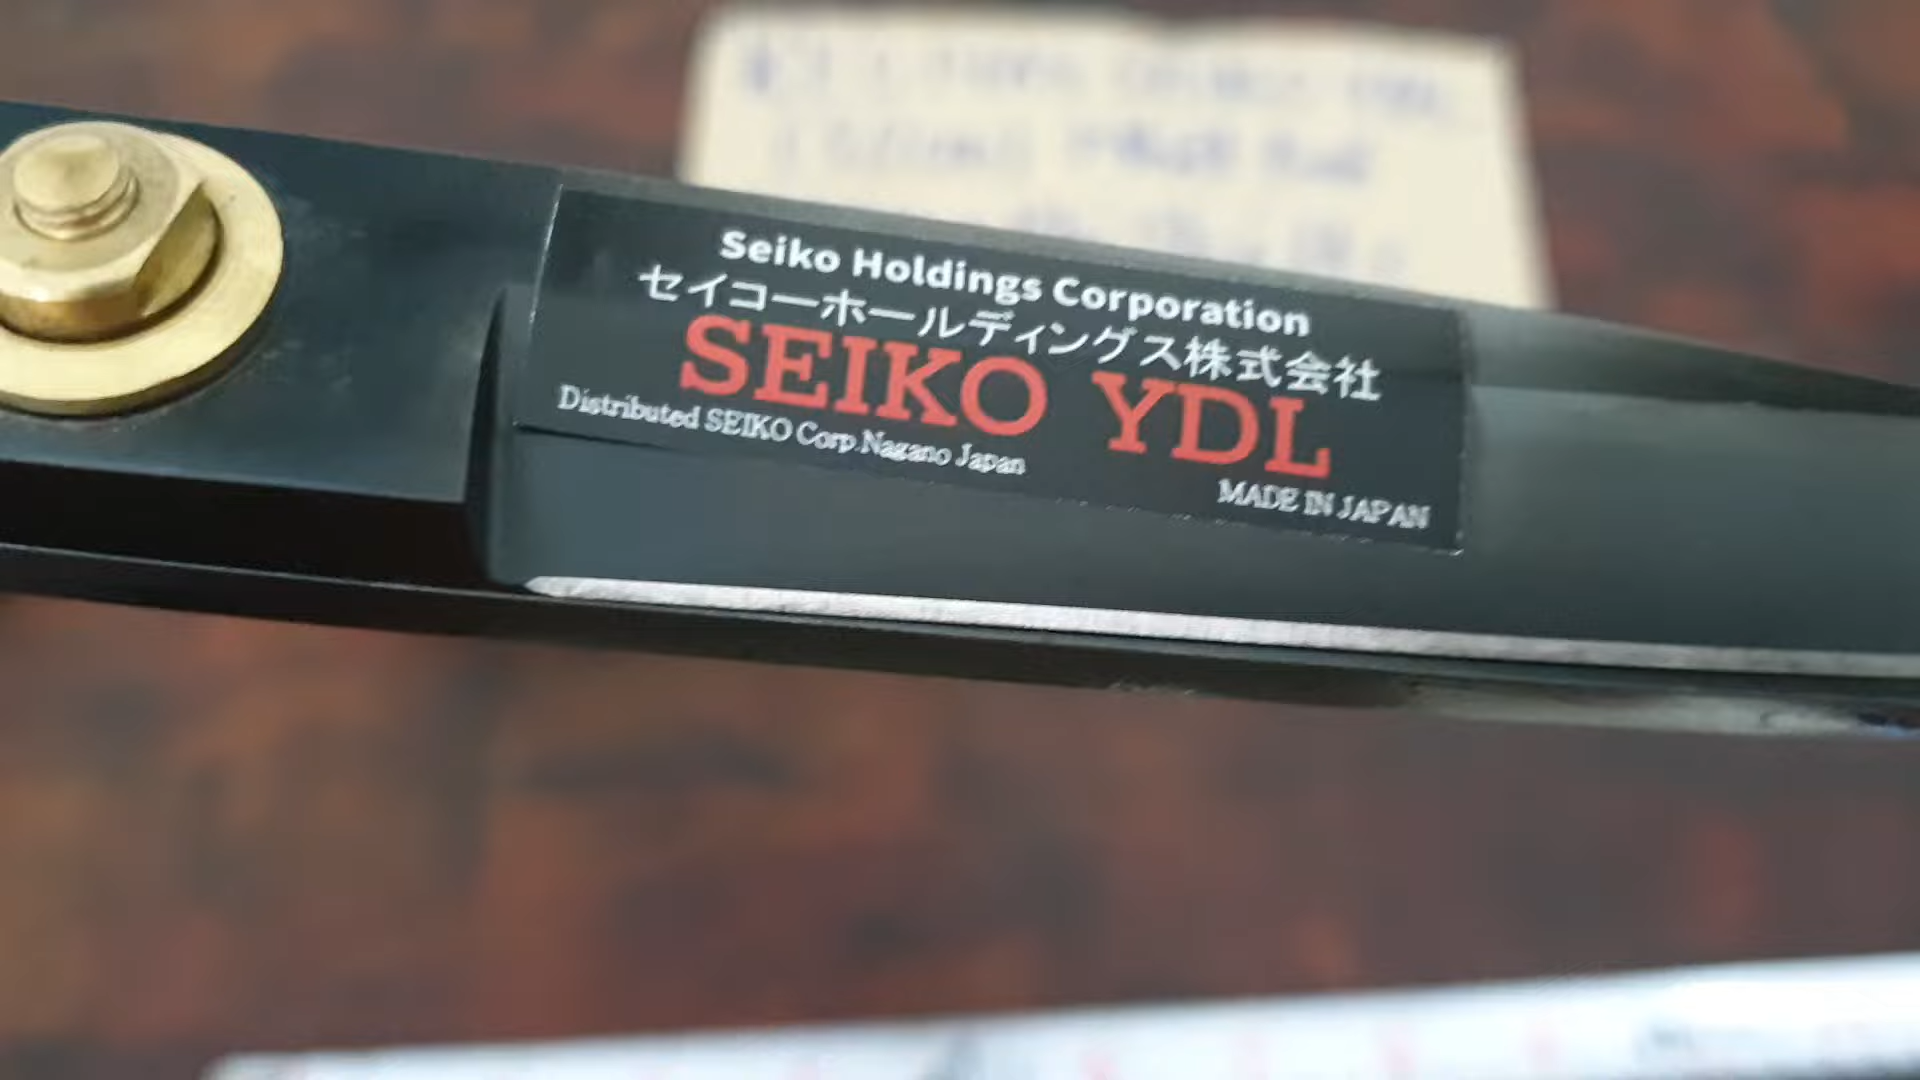 Seiko Holdings Corporation
セイコーホールディングス株式会社
SEIKO YDL
Distributed SEIKO Corp.Nagano Japan
MADE IN JAPAN